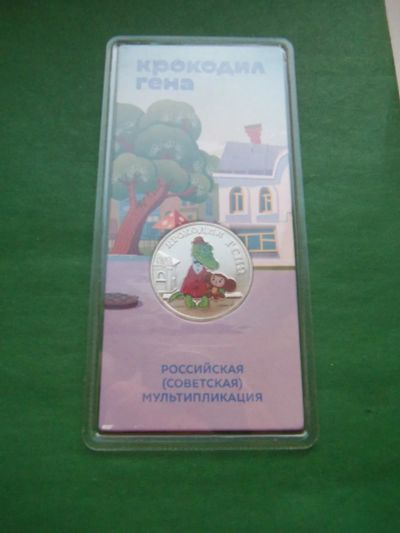 крокодил
гена
КРОКОДИЛ ГЕНА
РОССИЙСКАЯ
(СОВЕТСКАЯ)
МУЛЬТИПЛИКАЦИЯ